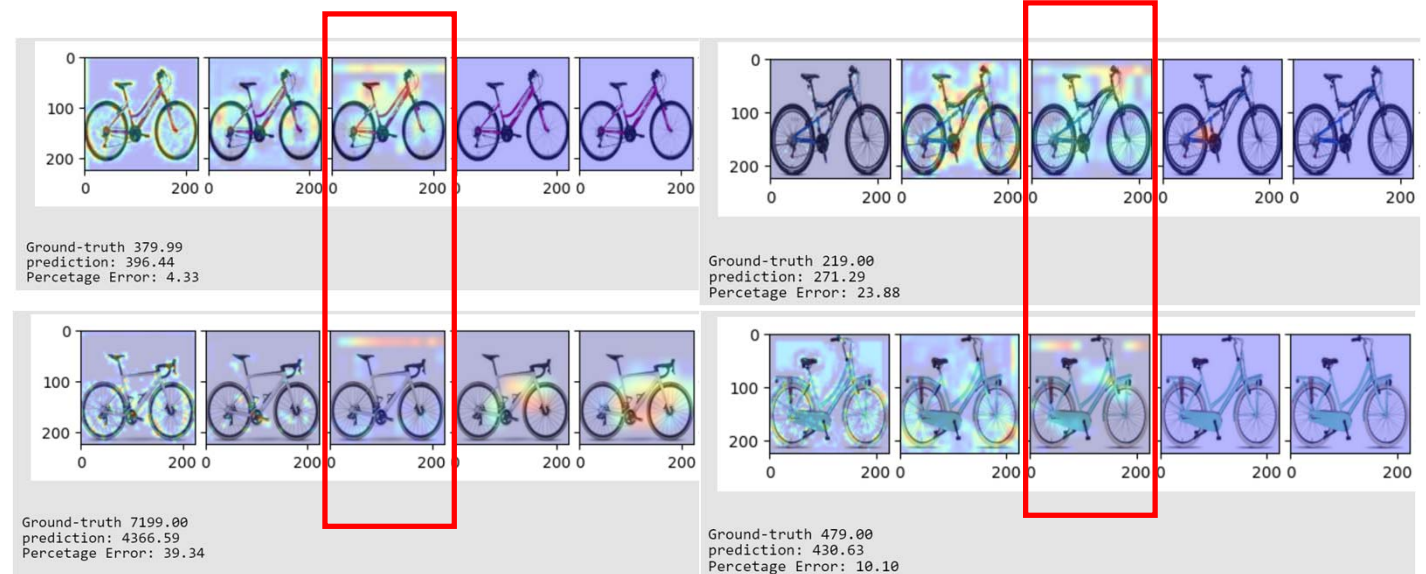 0
100
200
0 200 0 200 0 200 0 200 0 200
Ground-truth 379.99
prediction: 396.44
Percetage Error: 4.33
0
100
200
0 200 0 200 0 200 0 200 0 200
Ground-truth 219.00
prediction: 271.29
Percetage Error: 23.88
0
100
200
0 200 0 200 0 200 0 200 0 200
Ground-truth 7199.00
prediction: 4366.59
Percetage Error: 39.34
0
100
200
0 200 0 200 0 200 0 200 0 200
Ground-truth 479.00
prediction: 430.63
Percetage Error: 10.10